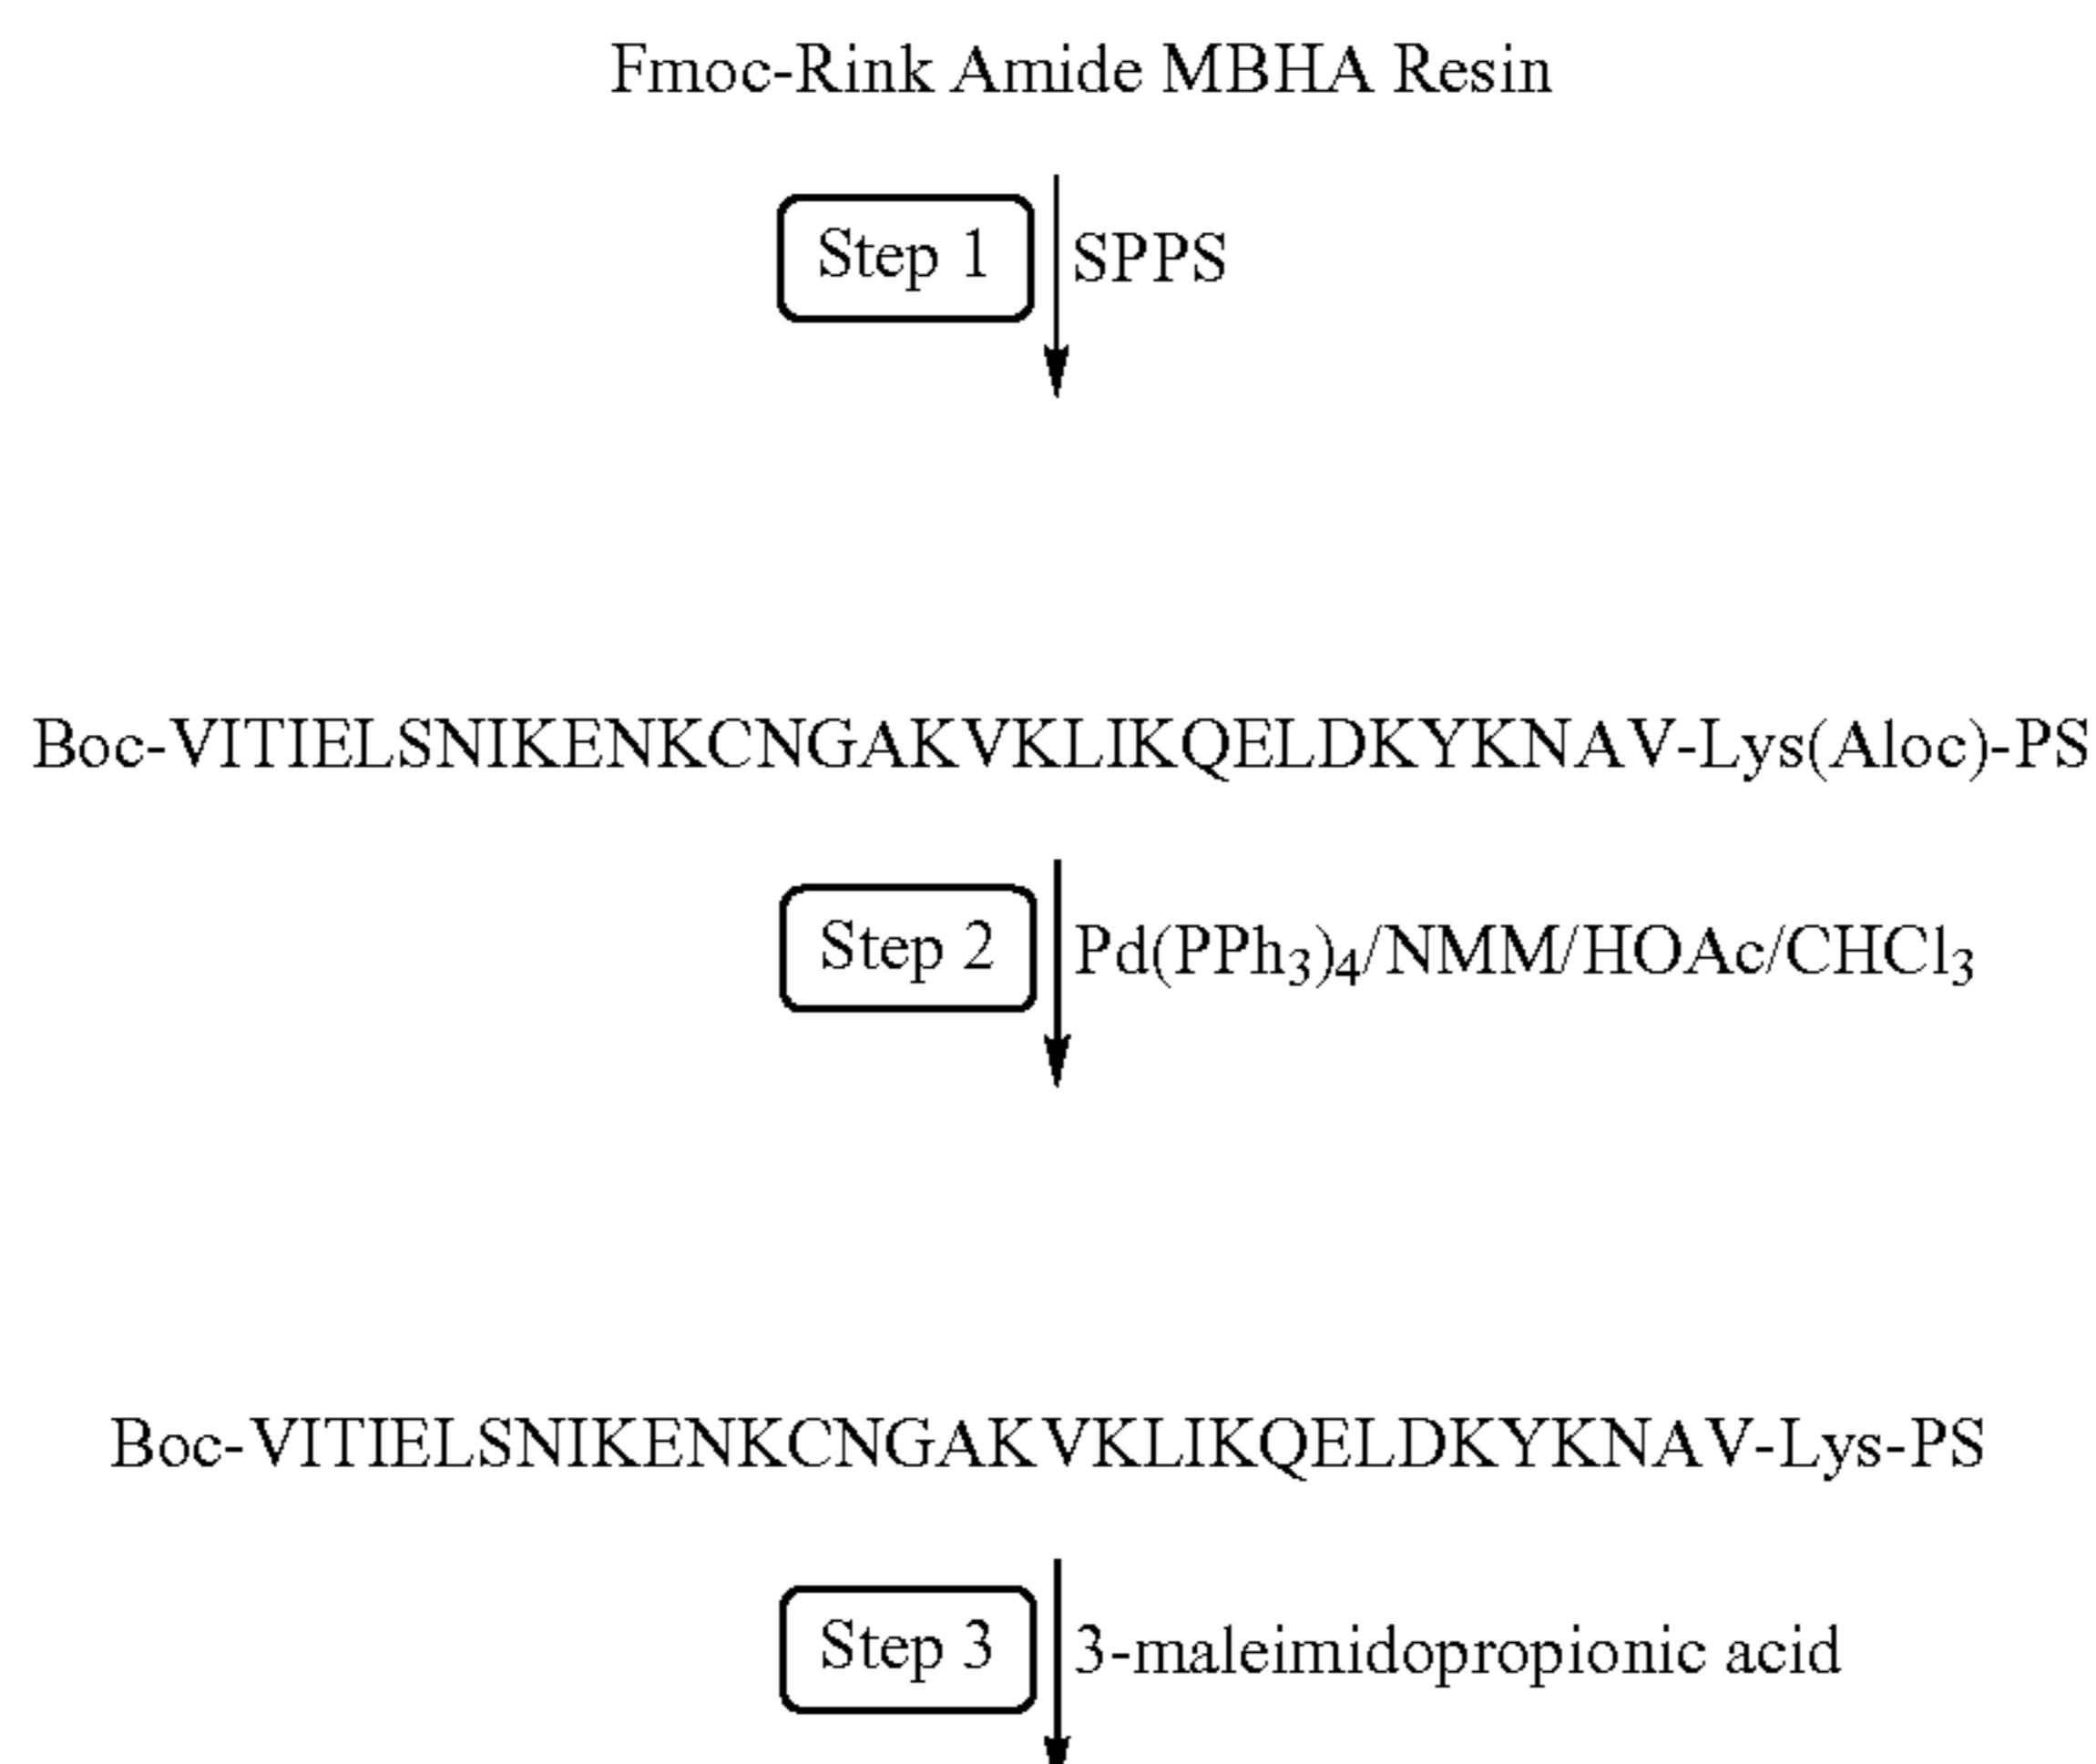 Fmoc-Rink Amide MBHA Resin
Step 1
SPPS
Boc-VITIELSNIKENKCNGAKVKLIKQELDKYKNAV-Lys(Aloc)-PS
Step 2
Pd(PPh3)4/NMM/HOAc/CHCl3
Boc-VITIELSNIKENKCNGAKVKLIKQELDKYKNAV-Lys-PS
Step 3
3-maleimidopropionic acid